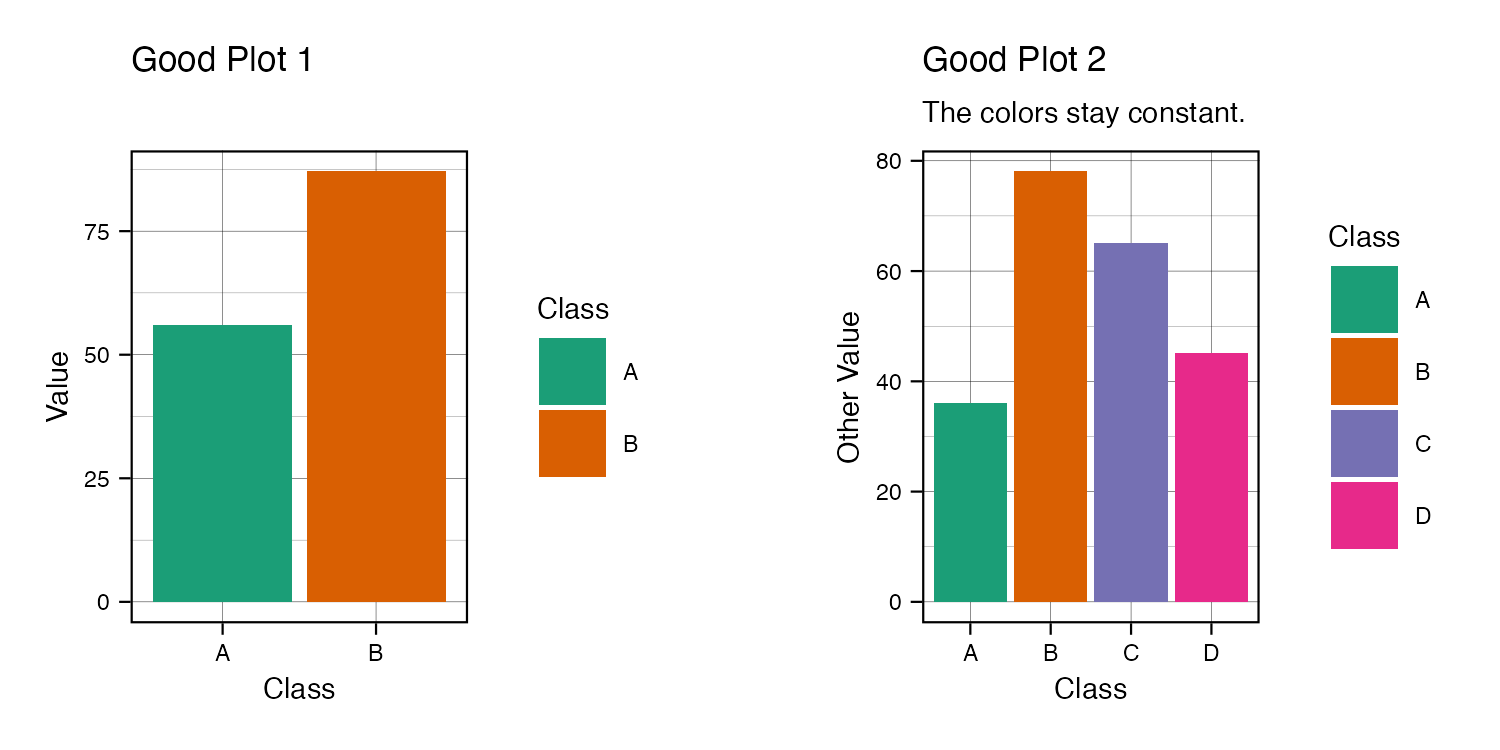 Good Plot 1
Value
75
50
25
0
A
B
Class
Class
A
B
Good Plot 2
The colors stay constant.
Other Value
80
60
40
20
0
A
B
C
D
Class
Class
A
B
C
D